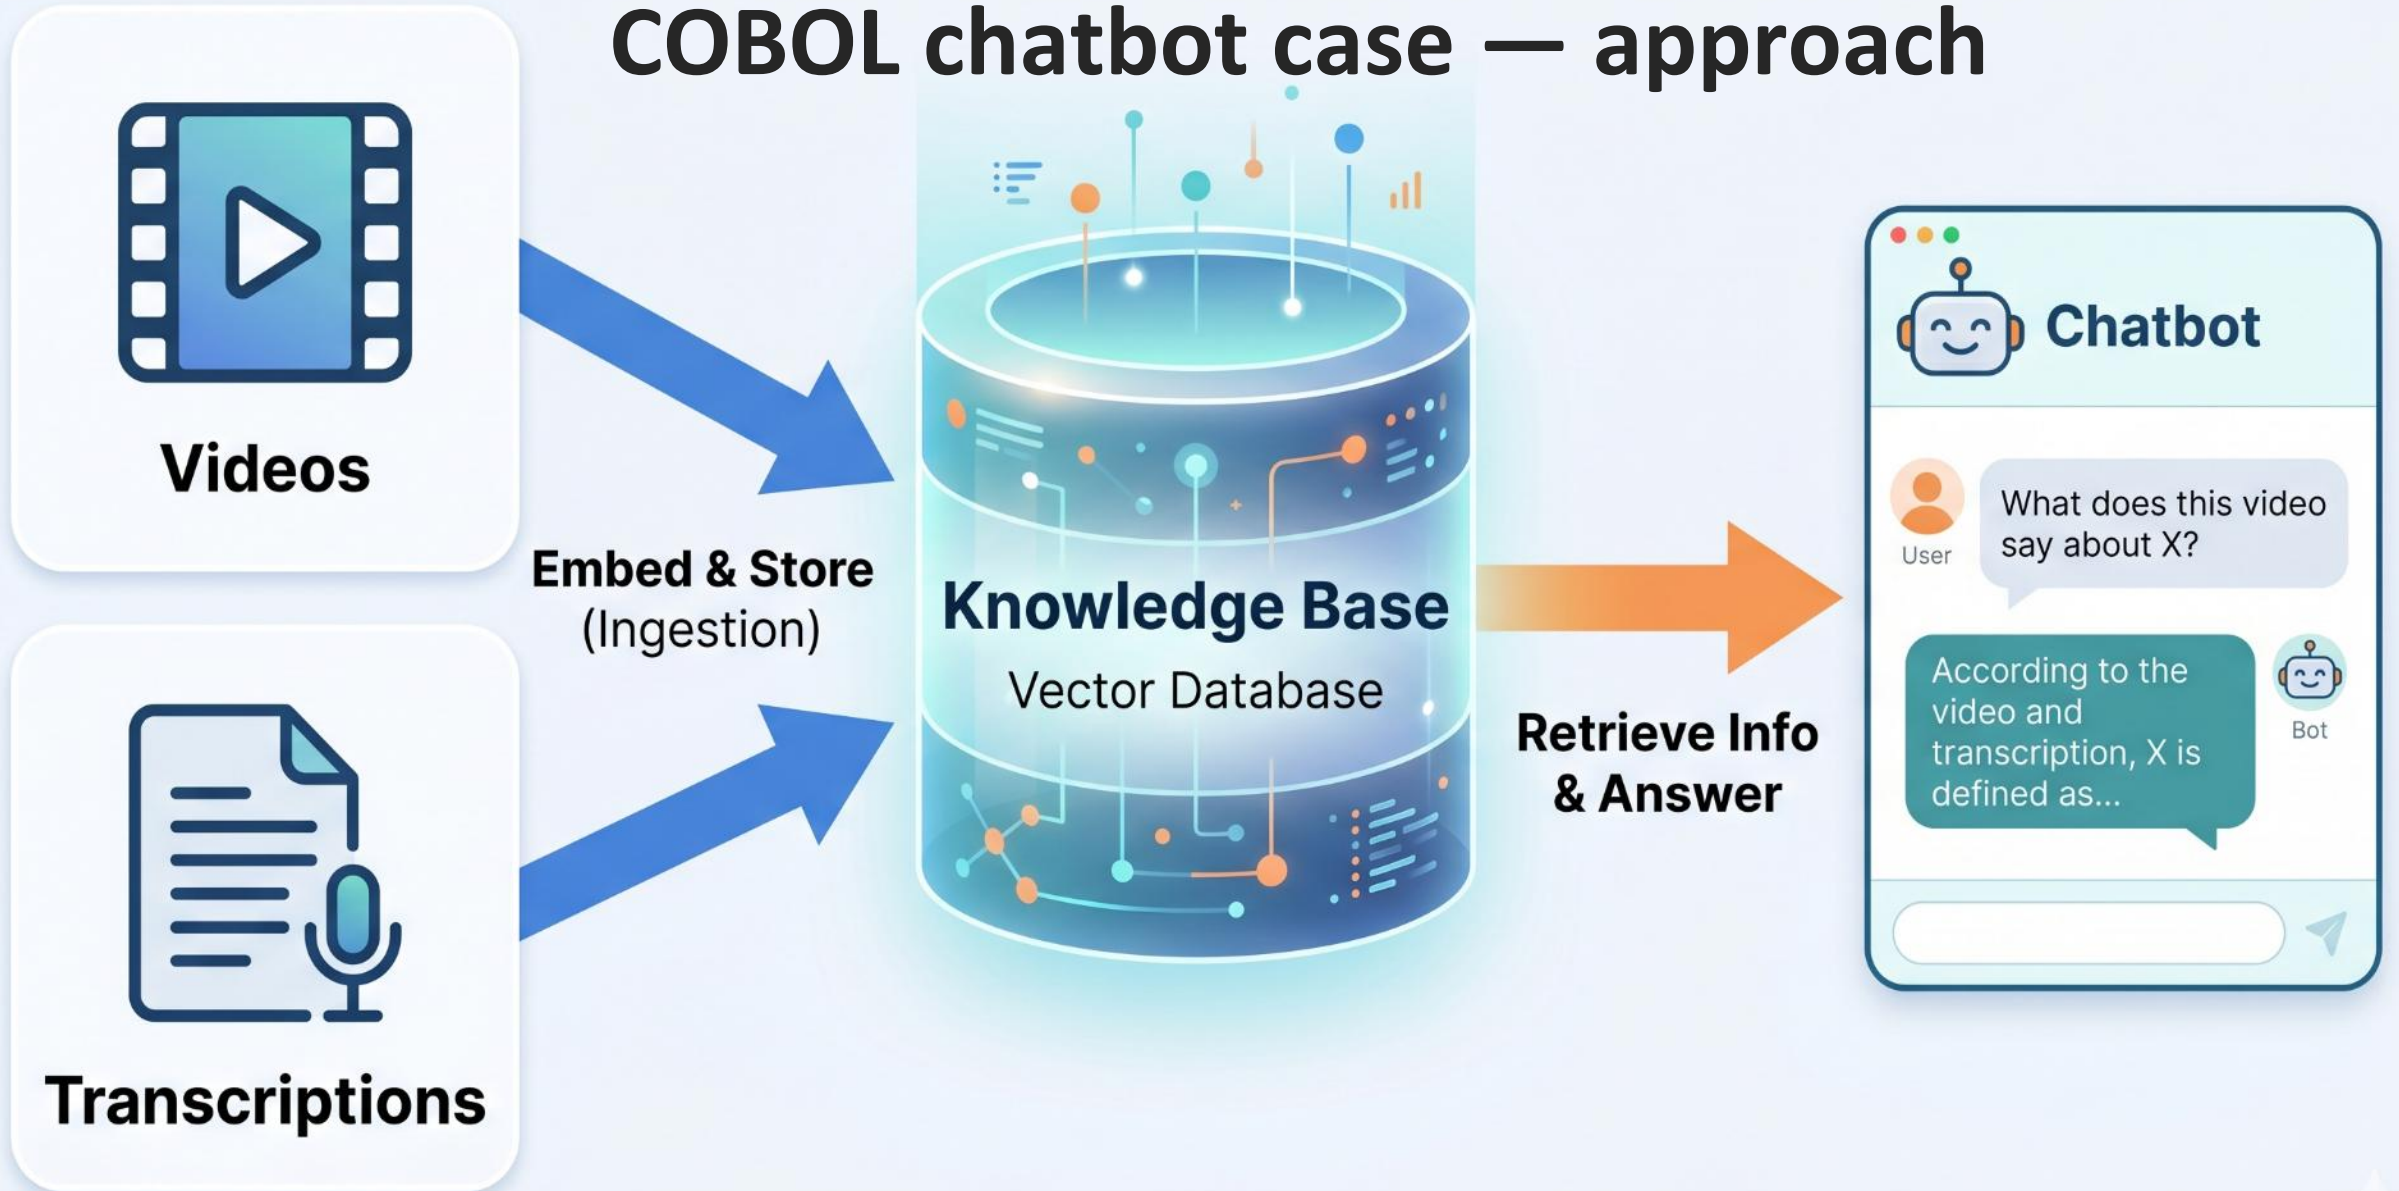 COBOL chatbot case — approach
Videos
Embed & Store
(Ingestion)
Transcriptions
Knowledge Base
Vector Database
Retrieve Info
& Answer
Chatbot
User
What does this video
say about X?
According to the
video and
transcription, X is
defined as...
Bot